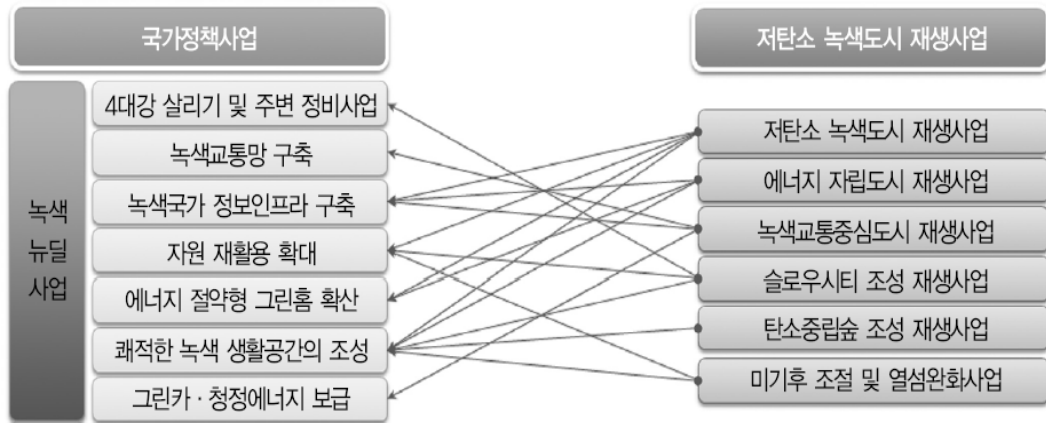 국가정책사업
저탄소 녹색도시 재생사업
녹색
뉴딜
사업
4대강 살리기 및 주변 정비사업
녹색교통망 구축
녹색국가 정보인프라 구축
자원 재활용 확대
에너지 절약형 그린홈 확산
쾌적한 녹색 생활공간의 조성
그린카 · 청정에너지 보급
저탄소 녹색도시 재생사업
에너지 자립도시 재생사업
녹색교통중심도시 재생사업
슬로우시티 조성 재생사업
탄소중립숲 조성 재생사업
미기후 조절 및 열섬완화사업